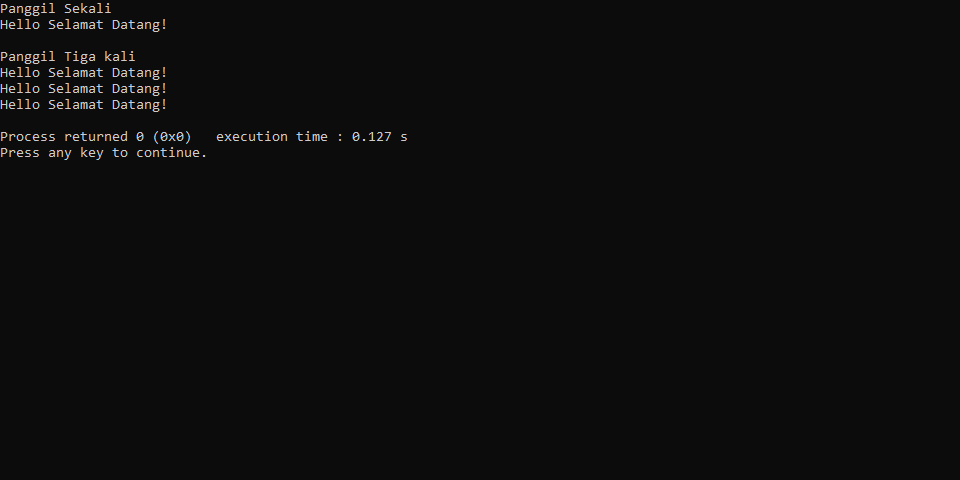 Panggil Sekali
Hello Selamat Datang!
Panggil Tiga kali
Hello Selamat Datang!
Hello Selamat Datang!
Hello Selamat Datang!
Process returned 0 (0x0)   execution time : 0.127 s
Press any key to continue.